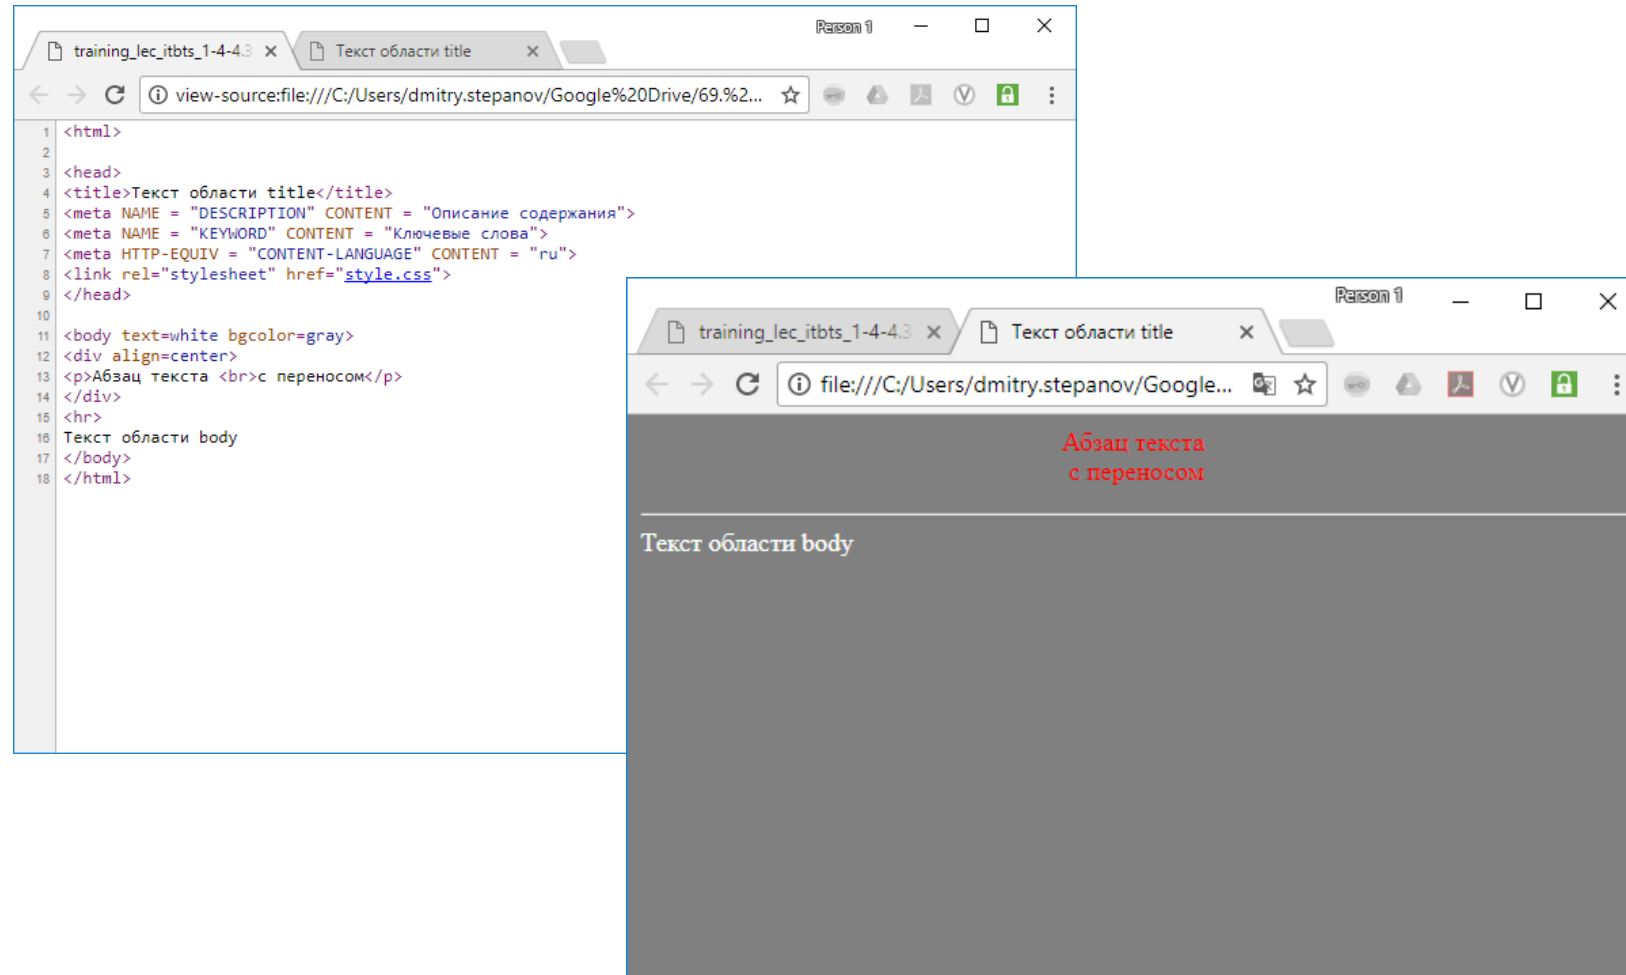 Person 1
training_lec_itbts_1-4-4.3
Текст области title
view-source:file:///C:/Users/dmitry.stepanov/Google%20Drive/69.%2...
1 <html>
2
3 <head>
4 <title>Текст области title</title>
5 <meta NAME = "DESCRIPTION" CONTENT = "Описание содержания">
6 <meta NAME = "KEYWORD" CONTENT = "Ключевые слова">
7 <meta HTTP-EQUIV = "CONTENT-LANGUAGE" CONTENT = "ru">
8 <link rel="stylesheet" href="style.css">
9 </head>
10
11 <body text=white bgcolor=gray>
12 <div align=center>
13 <p>Абзац текста <br>с переносом</p>
14 </div>
15 <hr>
16 Текст области body
17 </body>
18 </html>
Person 1
training_lec_itbts_1-4-4.3
Текст области title
file:///C:/Users/dmitry.stepanov/Google...
Абзац текста
с переносом
Текст области body